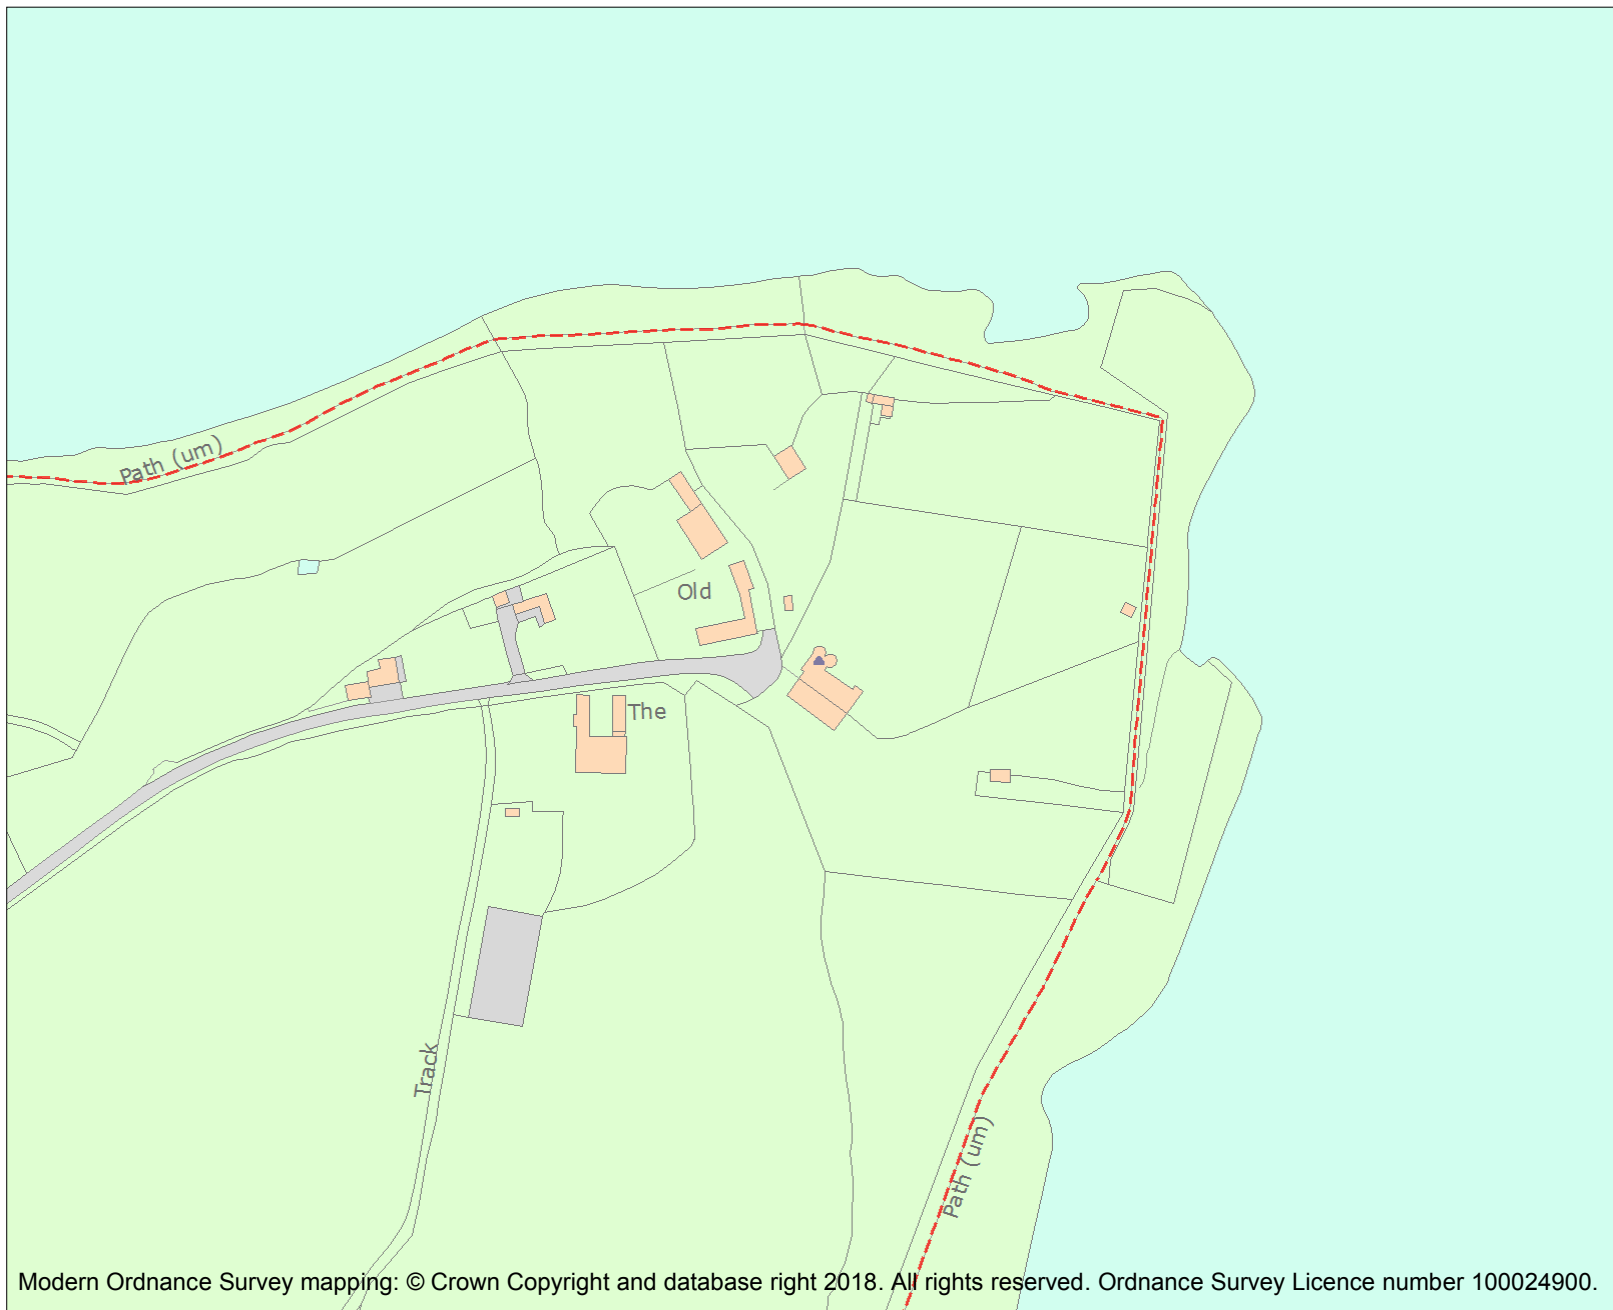 Path (um)
Old
The
Track
Path (um)
Modern Ordnance Survey mapping: © Crown Copyright and database right 2018. All rights reserved. Ordnance Survey Licence number 100024900.